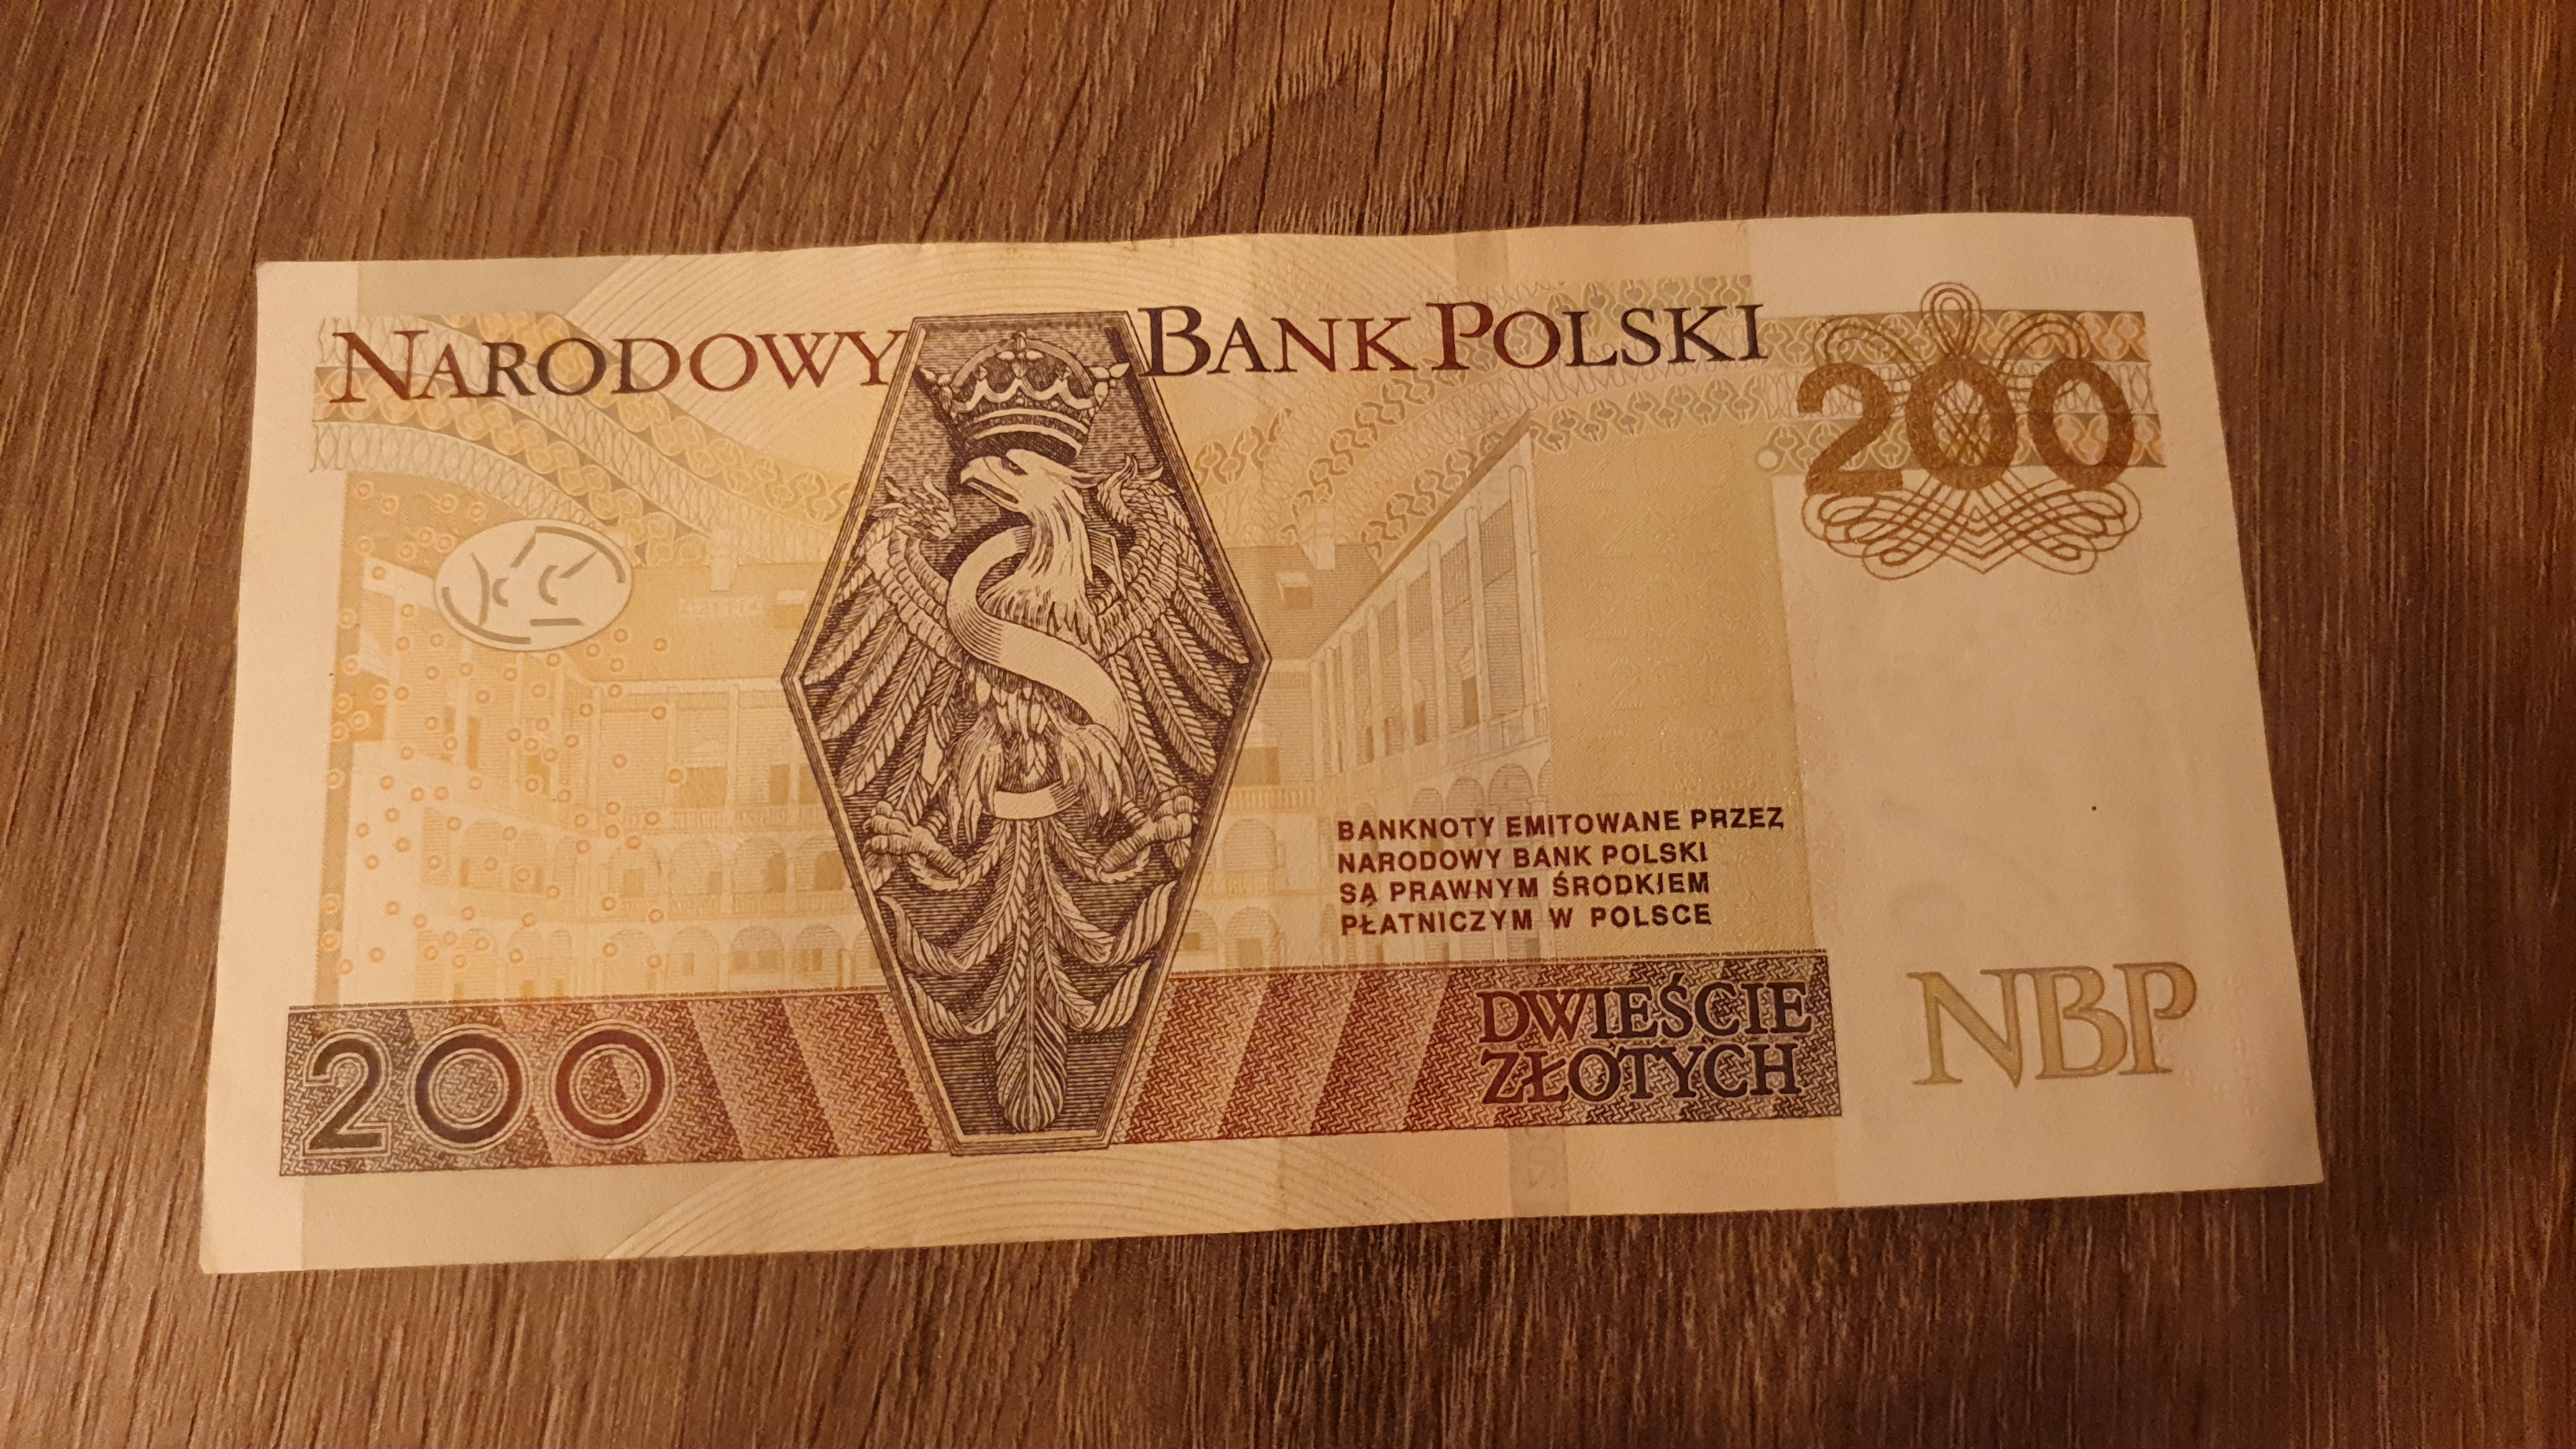 NARODOWY BANK POLSKI
200
BANKNOTY EMITOWANE PRZEZ
NARODOWY BANK POLSKI
SĄ PRAWNYM ŚRODKIEM
PŁATNICZYM W POLSCE
200
DWIEŚCIE
ZŁOTYCH
NBP